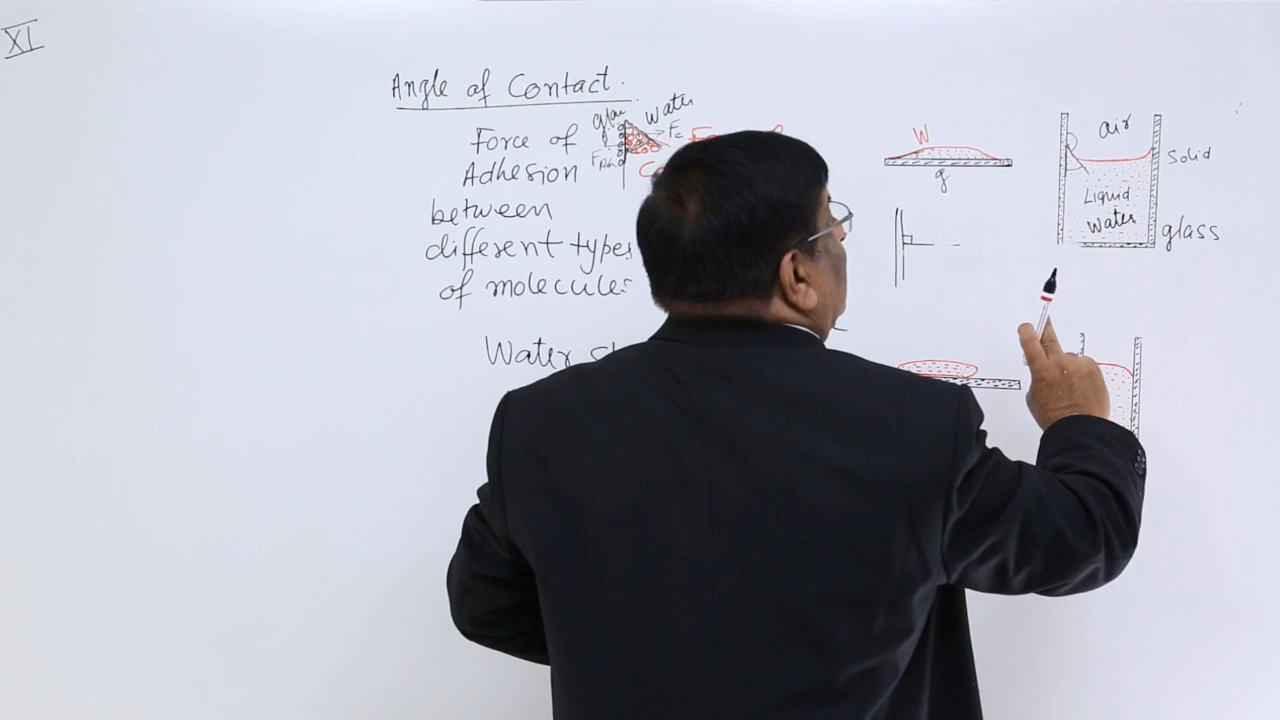 XI
Angle of Contact.
Force of
Adhesion
between
different types
of molecules
Water
glass
water
Fc
W
g
air
Solid
Liquid
Water
glass